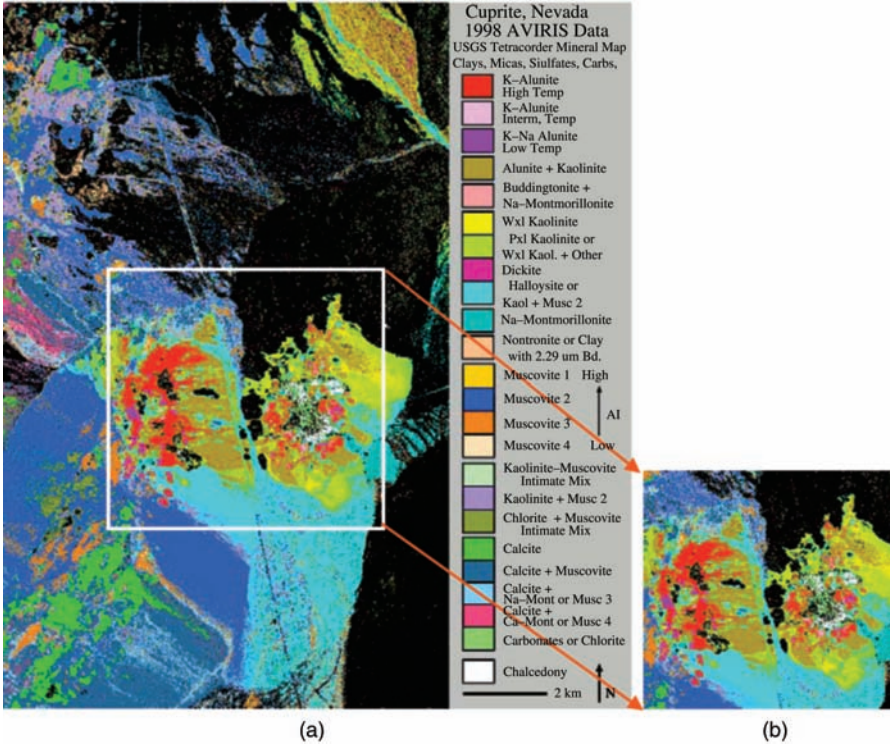 Cuprite, Nevada
1998 AVIRIS Data
USGS Tetracorder Mineral Map
Clays, Micas, Siulfates, Carbs,
K–Alunite
High Temp
K–Alunite
Interm, Temp
K–Na Alunite
Low Temp
Alunite + Kaolinite
Buddingtonite +
Na–Montmorillonite
Wxl Kaolinite
Pxl Kaolinite or
Wxl Kaol. + Other
Dickite
Halloysite or
Kaol + Musc 2
Na–Montmorillonite
Nontronite or Clay
with 2.29 um Bd.
Muscovite 1 High
Muscovite 2
AI
Muscovite 3
Muscovite 4 Low
Kaolinite–Muscovite
Intimate Mix
Kaolinite + Musc 2
Chlorite + Muscovite
Intimate Mix
Calcite
Calcite + Muscovite
Calcite +
Na–Mont or Musc 3
Calcite +
Ca–Mont or Musc 4
Carbonates or Chlorite
Chalcedony
2 km N
(a)
(b)